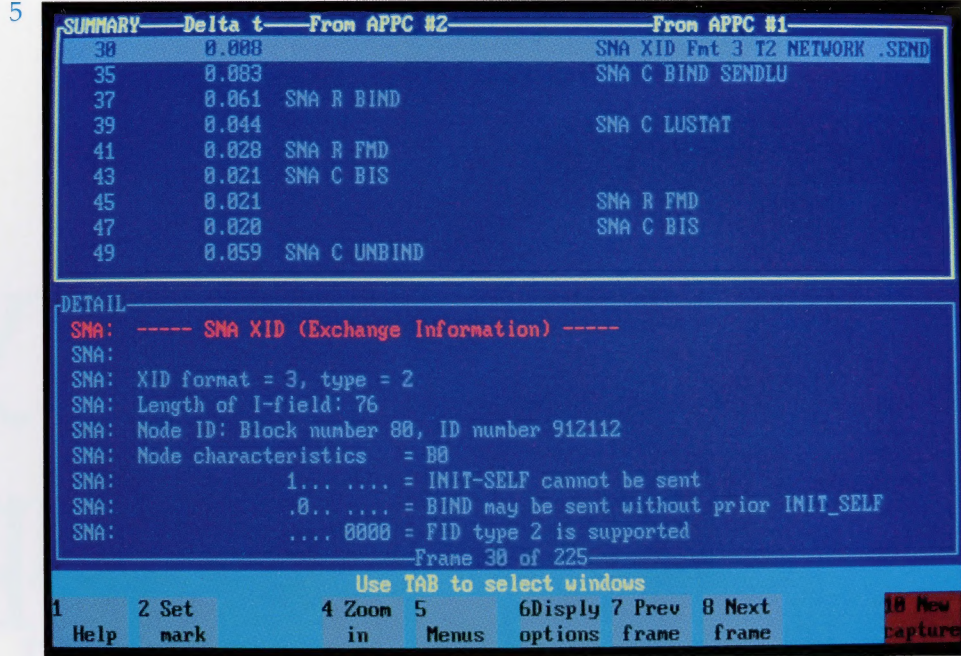 5
SUMMARY Delta t From APPC #2 From APPC #1
30 0.008 SNA XID Fmt 3 T2 NETWORK .SEND
35 0.083 SNA C BIND SENDLU
37 0.061 SNA R BIND
39 0.044 SNA C LUSTAT
41 0.028 SNA R FMD
43 0.021 SNA C BIS
45 0.021 SNA R FMD
47 0.020 SNA C BIS
49 0.059 SNA C UNBIND
DETAIL
SNA: ----- SNA XID (Exchange Information) -----
SNA:
SNA: XID format = 3, type = 2
SNA: Length of I-field: 76
SNA: Node ID: Block number 80, ID number 912112
SNA: Node characteristics = B0
SNA: 1... .... = INIT-SELF cannot be sent
SNA: .0.. .... = BIND may be sent without prior INIT_SELF
SNA: .... 0000 = FID type 2 is supported
Frame 30 of 225
Use TAB to select windows
1 Help 2 Set mark 4 Zoom in 5 Menus 6Disply options 7 Prev frame 8 Next frame 10 New capture